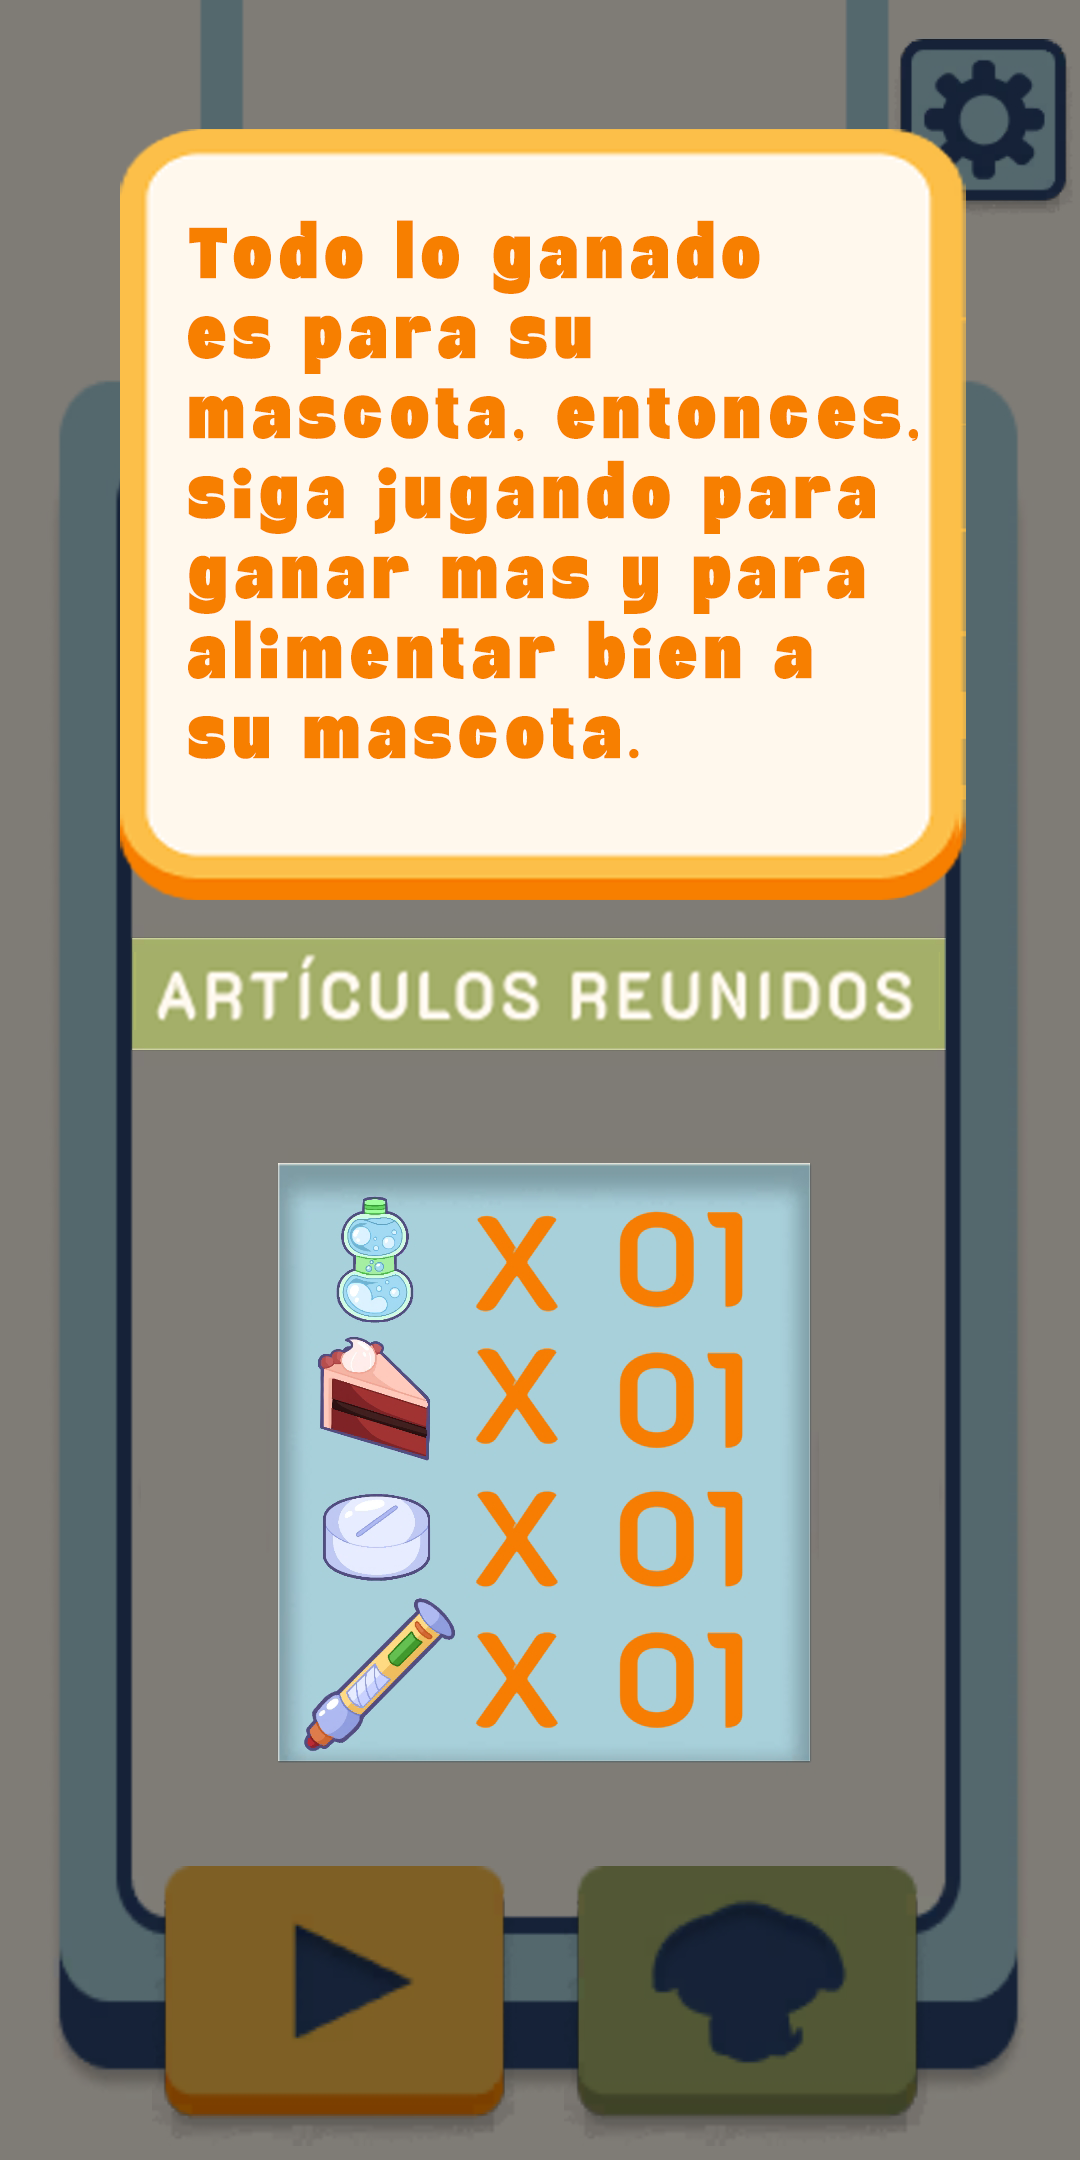 Todo lo ganado
es para su
mascota, entonces,
siga jugando para
ganar mas y para
alimentar bien a
su mascota.
ARTÍCULOS REUNIDOS
X 01
X 01
X 01
X 01